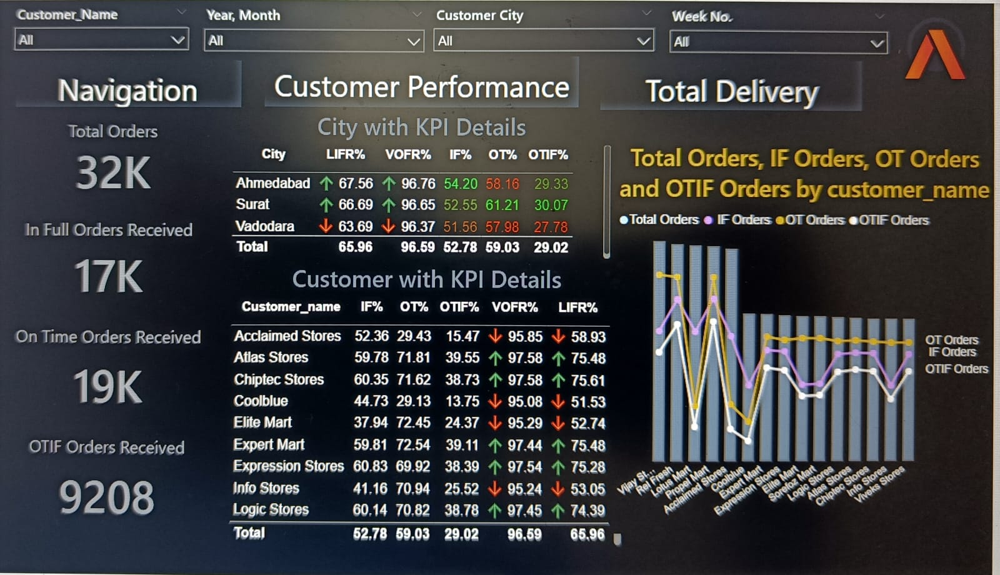 Customer_Name
All
Year, Month
All
Customer City
All
Week No.
All
Navigation
Total Orders
32K
In Full Orders Received
17K
On Time Orders Received
19K
OTIF Orders Received
9208
Customer Performance
City with KPI Details
City LIFR% VOFR% IF% OT% OTIF%
Ahmedabad 67.56 96.76 54.20 58.16 29.33
Surat 66.69 96.65 52.55 61.21 30.07
Vadodara 63.69 96.37 51.56 57.98 27.78
Total 65.96 96.59 52.78 59.03 29.02
Customer with KPI Details
Customer_name IF% OT% OTIF% VOFR% LIFR%
Acclaimed Stores 52.36 29.43 15.47 95.85 58.93
Atlas Stores 59.78 71.81 39.55 97.58 75.48
Chiptec Stores 60.35 71.62 38.73 97.58 75.61
Coolblue 44.73 29.13 13.75 95.08 51.53
Elite Mart 37.94 72.45 24.37 95.29 52.74
Expert Mart 59.81 72.54 39.11 97.44 75.48
Expression Stores 60.83 69.92 38.39 97.54 75.28
Info Stores 41.16 70.94 25.52 95.24 53.05
Logic Stores 60.14 70.82 38.78 97.45 74.39
Total 52.78 59.03 29.02 96.59 65.96
Total Delivery
Total Orders, IF Orders, OT Orders
and OTIF Orders by customer_name
Total Orders IF Orders OT Orders OTIF Orders
OT Orders
IF Orders
OTIF Orders
Vijay St...
Rel Fresh
Lotus Mart
Propel Mart
Acclaimed Stores
Coolblue
Expert Mart
Expression Stores
Elite Mart
Sorefoz Mart
Logic Stores
Atlas Stores
Chiptec Stores
Info Stores
Viveks Stores